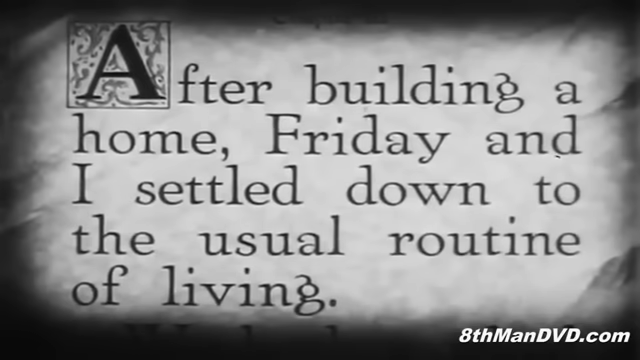 After building a
home, Friday and
I settled down to
the usual routine
of living.
8thManDVD.com